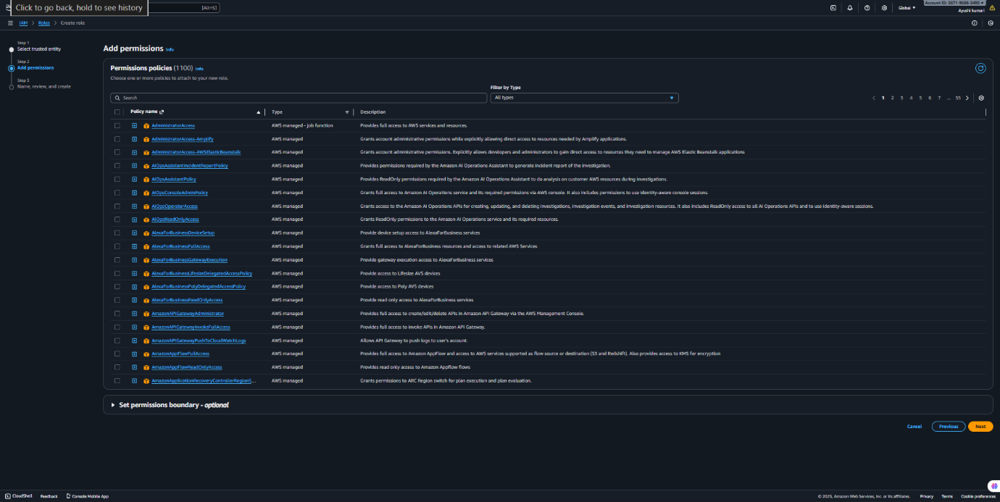 Click to go back, hold to see history
[Alt+S]
Global
Account ID: 5071-9686-5495
Ayushi kumari
IAM > Roles > Create role
Step 1
Select trusted entity
Step 2
Add permissions
Step 3
Name, review, and create
Add permissions Info
Permissions policies (1100) Info
Choose one or more policies to attach to your new role.
Filter by Type
Search
All types
1 2 3 4 5 6 7 ... 55
Policy name Type Description
AdministratorAccess AWS managed - job function Provides full access to AWS services and resources.
AdministratorAccess-Amplify AWS managed Grants account administrative permissions while explicitly allowing direct access to resources needed by Amplify applications.
AdministratorAccess-AWSElasticBeanstalk AWS managed Grants account administrative permissions. Explicitly allows developers and administrators to gain direct access to resources they need to manage AWS Elastic Beanstalk applications
AIOpsAssistantIncidentReportPolicy AWS managed Provides permissions required by the Amazon AI Operations Assistant to generate incident report of the investigation.
AIOpsAssistantPolicy AWS managed Provides ReadOnly permissions required by the Amazon AI Operations Assistant to do analysis on customer AWS resources during investigations.
AIOpsConsoleAdminPolicy AWS managed Grants full access to Amazon AI Operations service and its required permissions via AWS console. It also includes permissions to use identity-aware console sessions.
AIOpsOperatorAccess AWS managed Grants access to the Amazon AI Operations APIs for creating, updating, and deleting investigations, investigation events, and investigation resources. It also includes ReadOnly access to all AI Operations APIs and to use identity-aware sessions.
AIOpsReadOnlyAccess AWS managed Grants ReadOnly permissions to the Amazon AI Operations service and its required resources.
AlexaForBusinessDeviceSetup AWS managed Provide device setup access to AlexaForBusiness services
AlexaForBusinessFullAccess AWS managed Grants full access to AlexaForBusiness resources and access to related AWS Services
AlexaForBusinessGatewayExecution AWS managed Provide gateway execution access to AlexaForBusiness services
AlexaForBusinessLifesizeDelegatedAccessPolicy AWS managed Provide access to Lifesize AVS devices
AlexaForBusinessPolyDelegatedAccessPolicy AWS managed Provide access to Poly AVS devices
AlexaForBusinessReadOnlyAccess AWS managed Provide read only access to AlexaForBusiness services
AmazonAPIGatewayAdministrator AWS managed Provides full access to create/edit/delete APIs in Amazon API Gateway via the AWS Management Console.
AmazonAPIGatewayInvokeFullAccess AWS managed Provides full access to invoke APIs in Amazon API Gateway.
AmazonAPIGatewayPushToCloudWatchLogs AWS managed Allows API Gateway to push logs to user's account.
AmazonAppFlowFullAccess AWS managed Provides full access to Amazon AppFlow and access to AWS services supported as flow source or destination (S3 and Redshift). Also provides access to KMS for encryption
AmazonAppFlowReadOnlyAccess AWS managed Provides read only access to Amazon Appflow flows
AmazonApplicationRecoveryControllerRegionS... AWS managed Grants permissions to ARC Region switch for plan execution and plan evaluation.
Set permissions boundary - optional
Cancel Previous Next
CloudShell Feedback Console Mobile App © 2025, Amazon Web Services, Inc. or its affiliates. Privacy Terms Cookie preferences